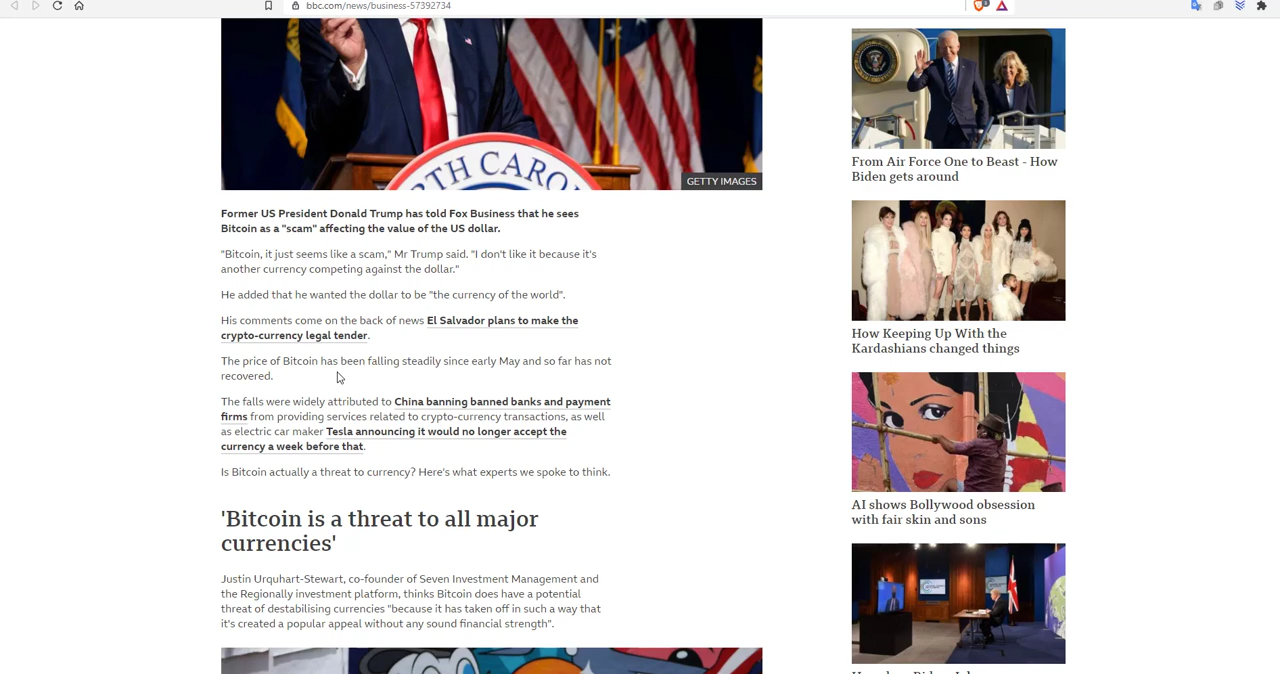 bbc.com/news/business-57392734
TH CARO
GETTY IMAGES
Former US President Donald Trump has told Fox Business that he sees
Bitcoin as a "scam" affecting the value of the US dollar.
"Bitcoin, it just seems like a scam," Mr Trump said. "I don't like it because it's
another currency competing against the dollar."
He added that he wanted the dollar to be "the currency of the world".
His comments come on the back of news El Salvador plans to make the
crypto-currency legal tender.
The price of Bitcoin has been falling steadily since early May and so far has not
recovered.
The falls were widely attributed to China banning banned banks and payment
firms from providing services related to crypto-currency transactions, as well
as electric car maker Tesla announcing it would no longer accept the
currency a week before that.
Is Bitcoin actually a threat to currency? Here's what experts we spoke to think.
'Bitcoin is a threat to all major
currencies'
Justin Urquhart-Stewart, co-founder of Seven Investment Management and
the Regionally investment platform, thinks Bitcoin does have a potential
threat of destabilising currencies "because it has taken off in such a way that
it's created a popular appeal without any sound financial strength".
From Air Force One to Beast - How
Biden gets around
How Keeping Up With the
Kardashians changed things
AI shows Bollywood obsession
with fair skin and sons